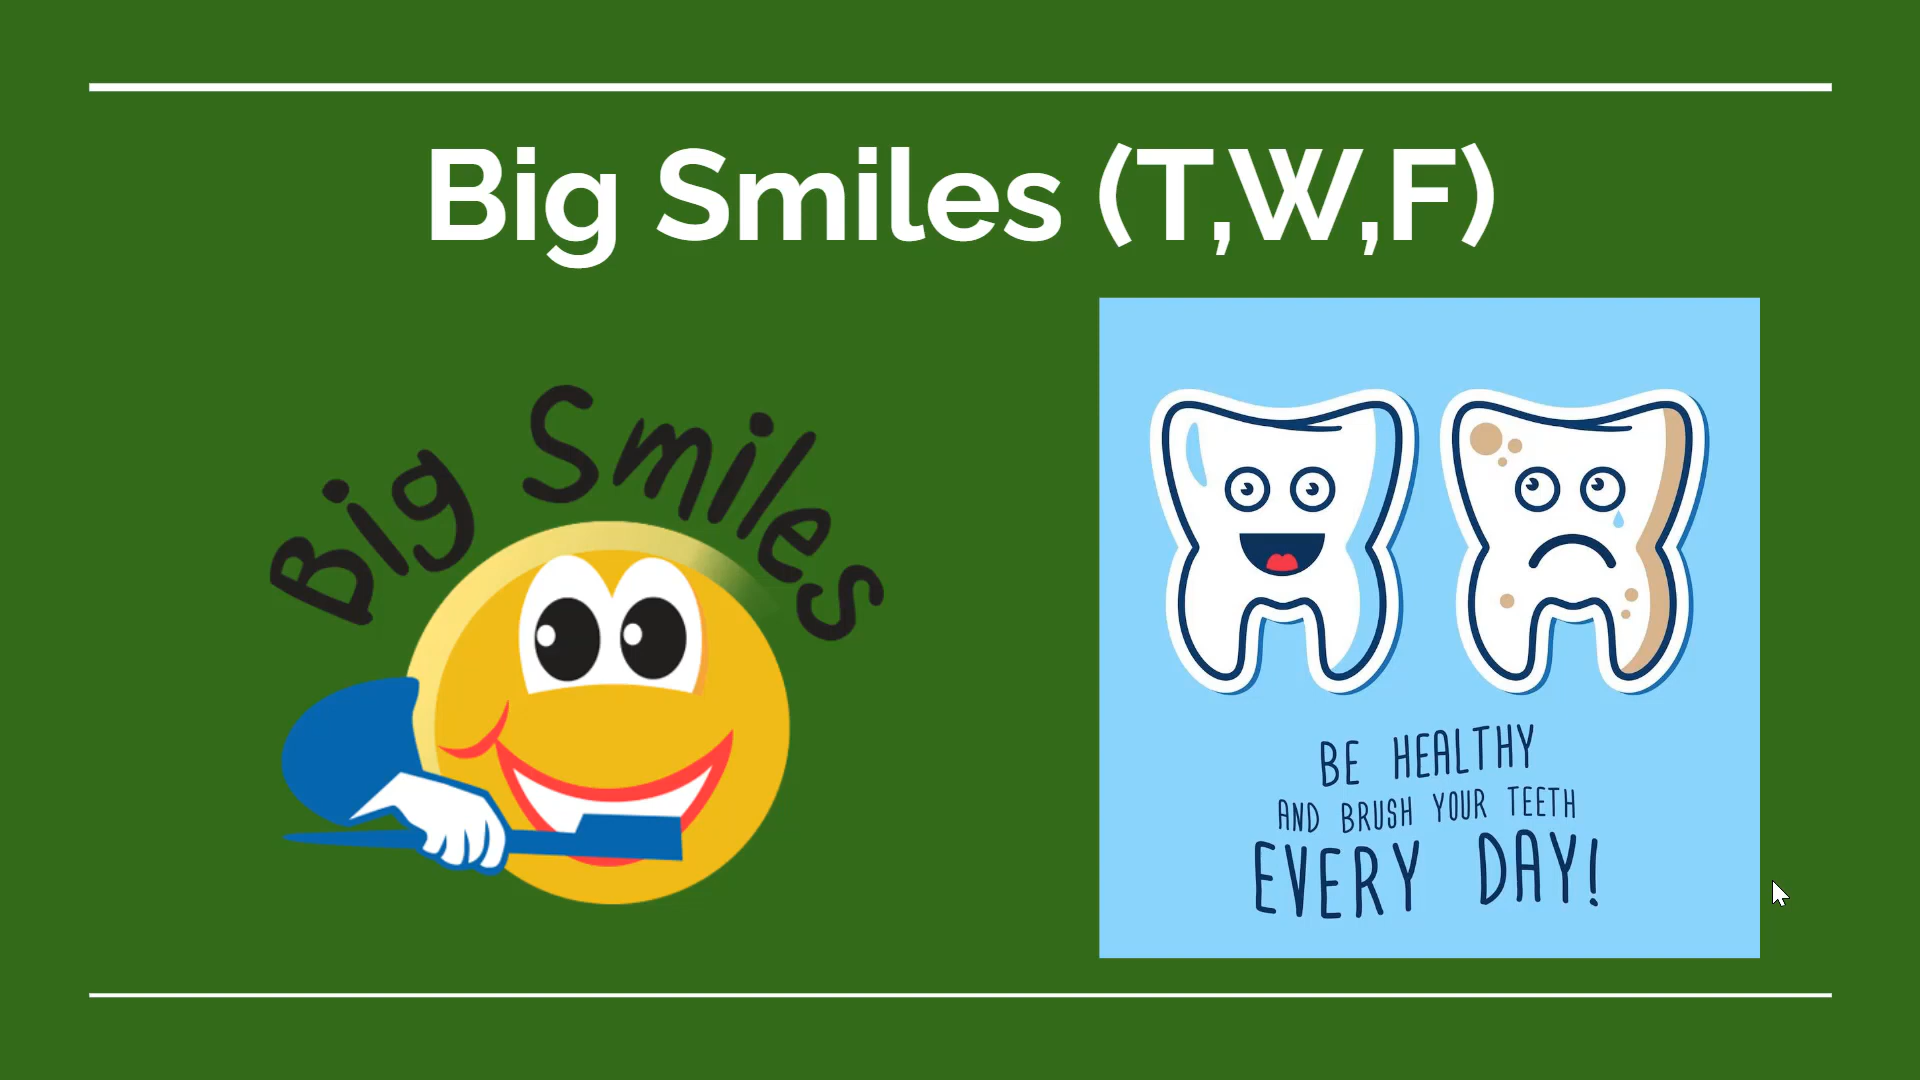 Big Smiles (T,W,F)
Big Smiles
BE HEALTHY
AND BRUSH YOUR TEETH
EVERY DAY!